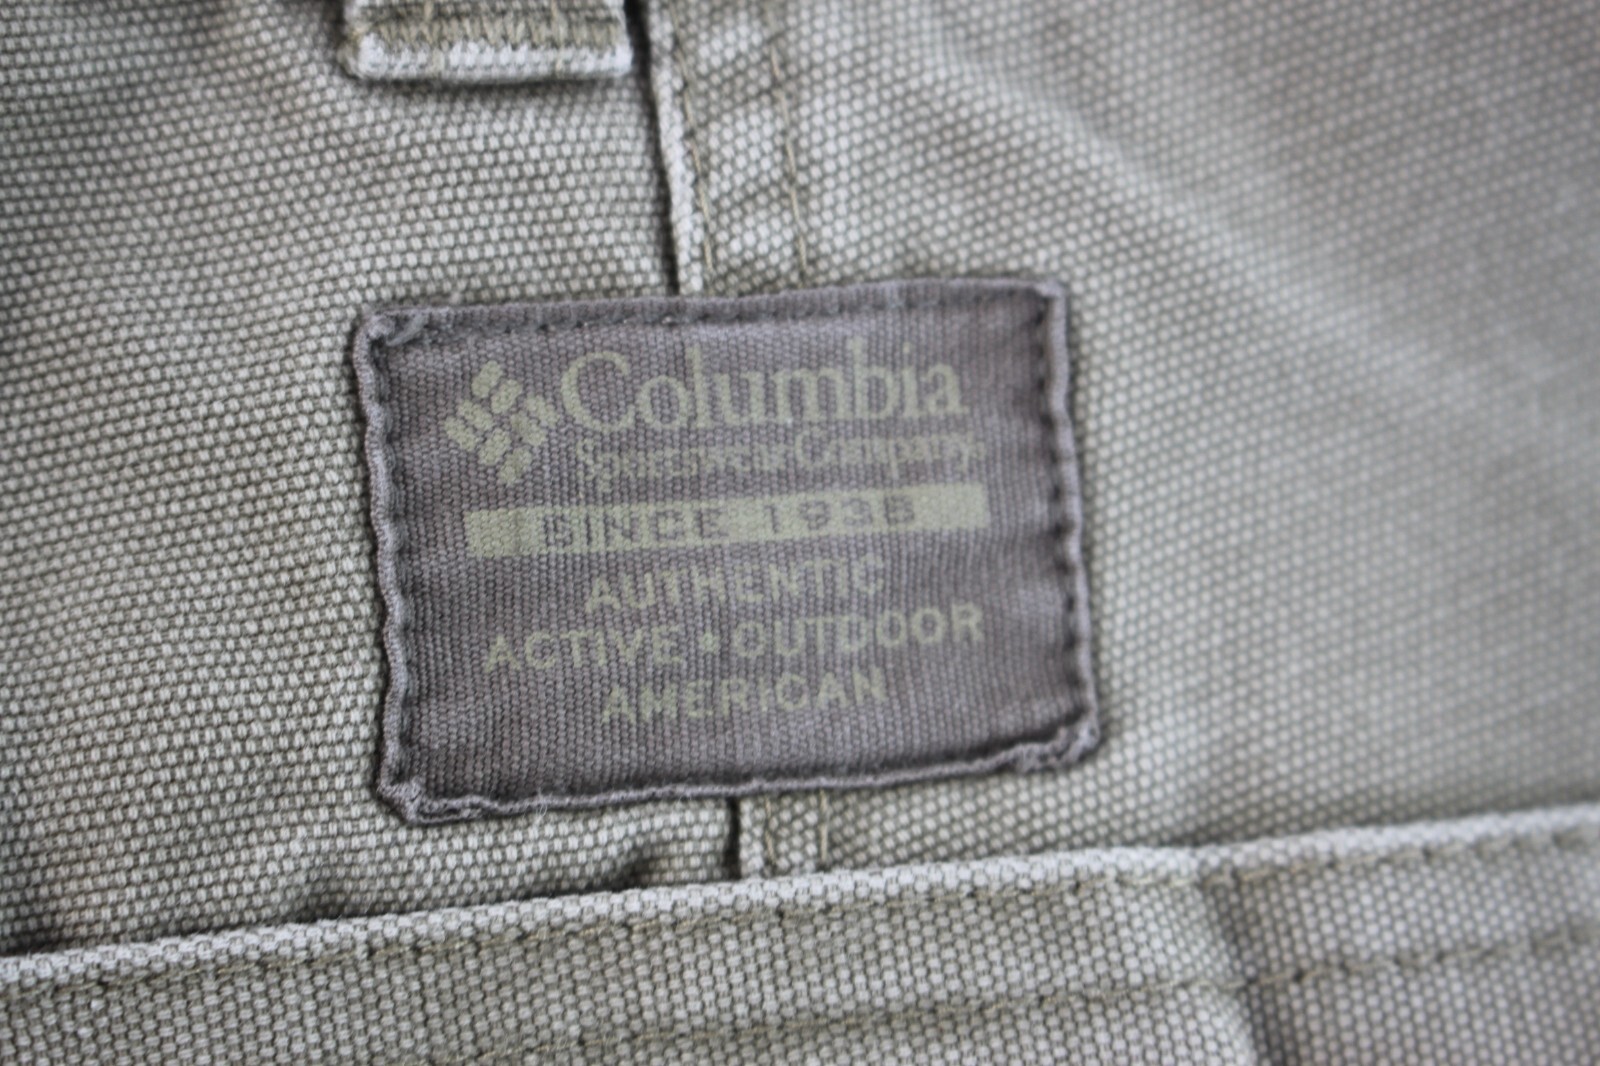 Columbia
Sportswear Company
SINCE 1938
AUTHENTIC
ACTIVE • OUTDOOR
AMERICAN